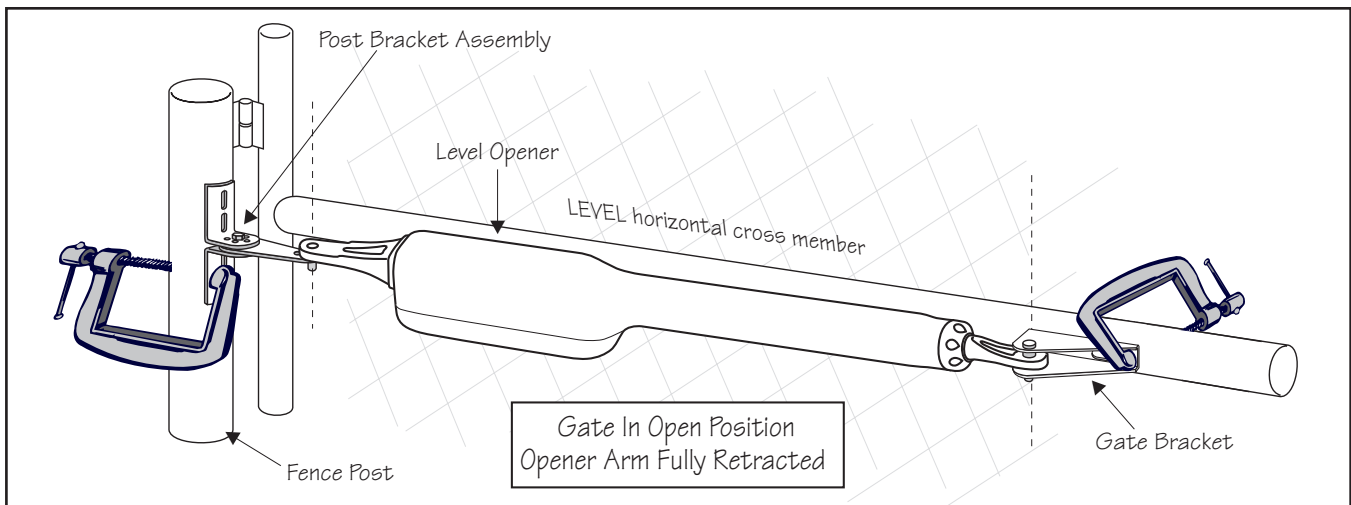 Post Bracket Assembly
Level Opener
LEVEL horizontal cross member
Gate In Open Position
Opener Arm Fully Retracted
Gate Bracket
Fence Post